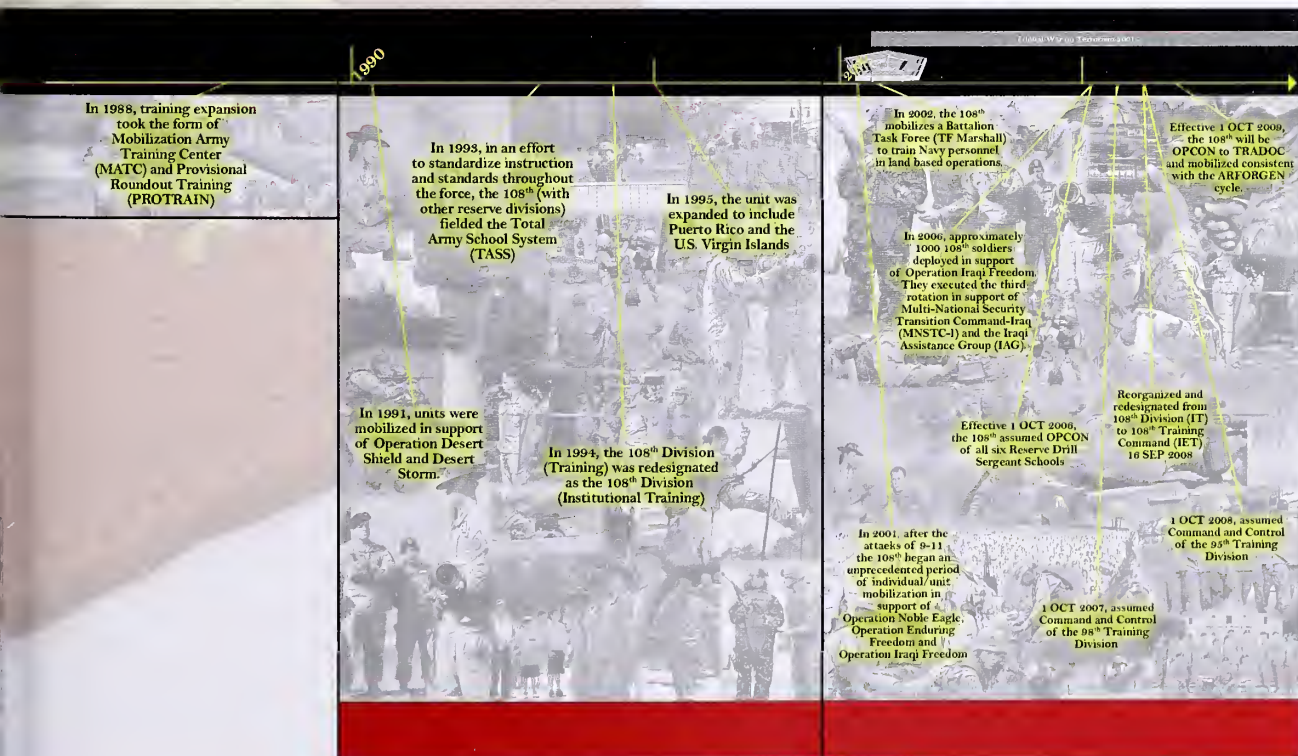 Global War on Terrorism 2001-
1990
In 1988, training expansion
took the form of
Mobilization Army
Training Center
(MATC) and Provisional
Roundout Training
(PROTRAIN)
In 1991, units were
mobilized in support
of Operation Desert
Shield and Desert
Storm.
In 1993, in an effort
to standardize instruction
and standards throughout
the force, the 108th (with
other reserve divisions)
fielded the Total
Army School System
(TASS)
In 1994, the 108th Division
(Training) was redesignated
as the 108th Division
(Institutional Training)
In 1995, the unit was
expanded to include
Puerto Rico and the
U.S. Virgin Islands
In 2001, after the
attacks of 9-11
the 108th began an
unprecedented period
of individual/unit
mobilization in
support of
Operation Noble Eagle,
Operation Enduring
Freedom and
Operation Iraqi Freedom
In 2002, the 108th
mobilizes a Battalion
Task Force (TF Marshall)
to train Navy personnel
in land based operations.
In 2006, approximately
1000 108th soldiers
deployed in support
of Operation Iraqi Freedom.
They executed the third
rotation in support of
Multi-National Security
Transition Command-Iraq
(MNSTC-I) and the Iraqi
Assistance Group (IAG)
Effective 1 OCT 2006,
the 108th assumed OPCON
of all six Reserve Drill
Sergeant Schools
1 OCT 2007, assumed
Command and Control
of the 98th Training
Division
Reorganized and
redesignated from
108th Division (IT)
to 108th Training
Command (IET)
16 SEP 2008
1 OCT 2008, assumed
Command and Control
of the 95th Training
Division
Effective 1 OCT 2009,
the 108th will be
OPCON to TRADOC
and mobilized consistent
with the ARFORGEN
cycle.